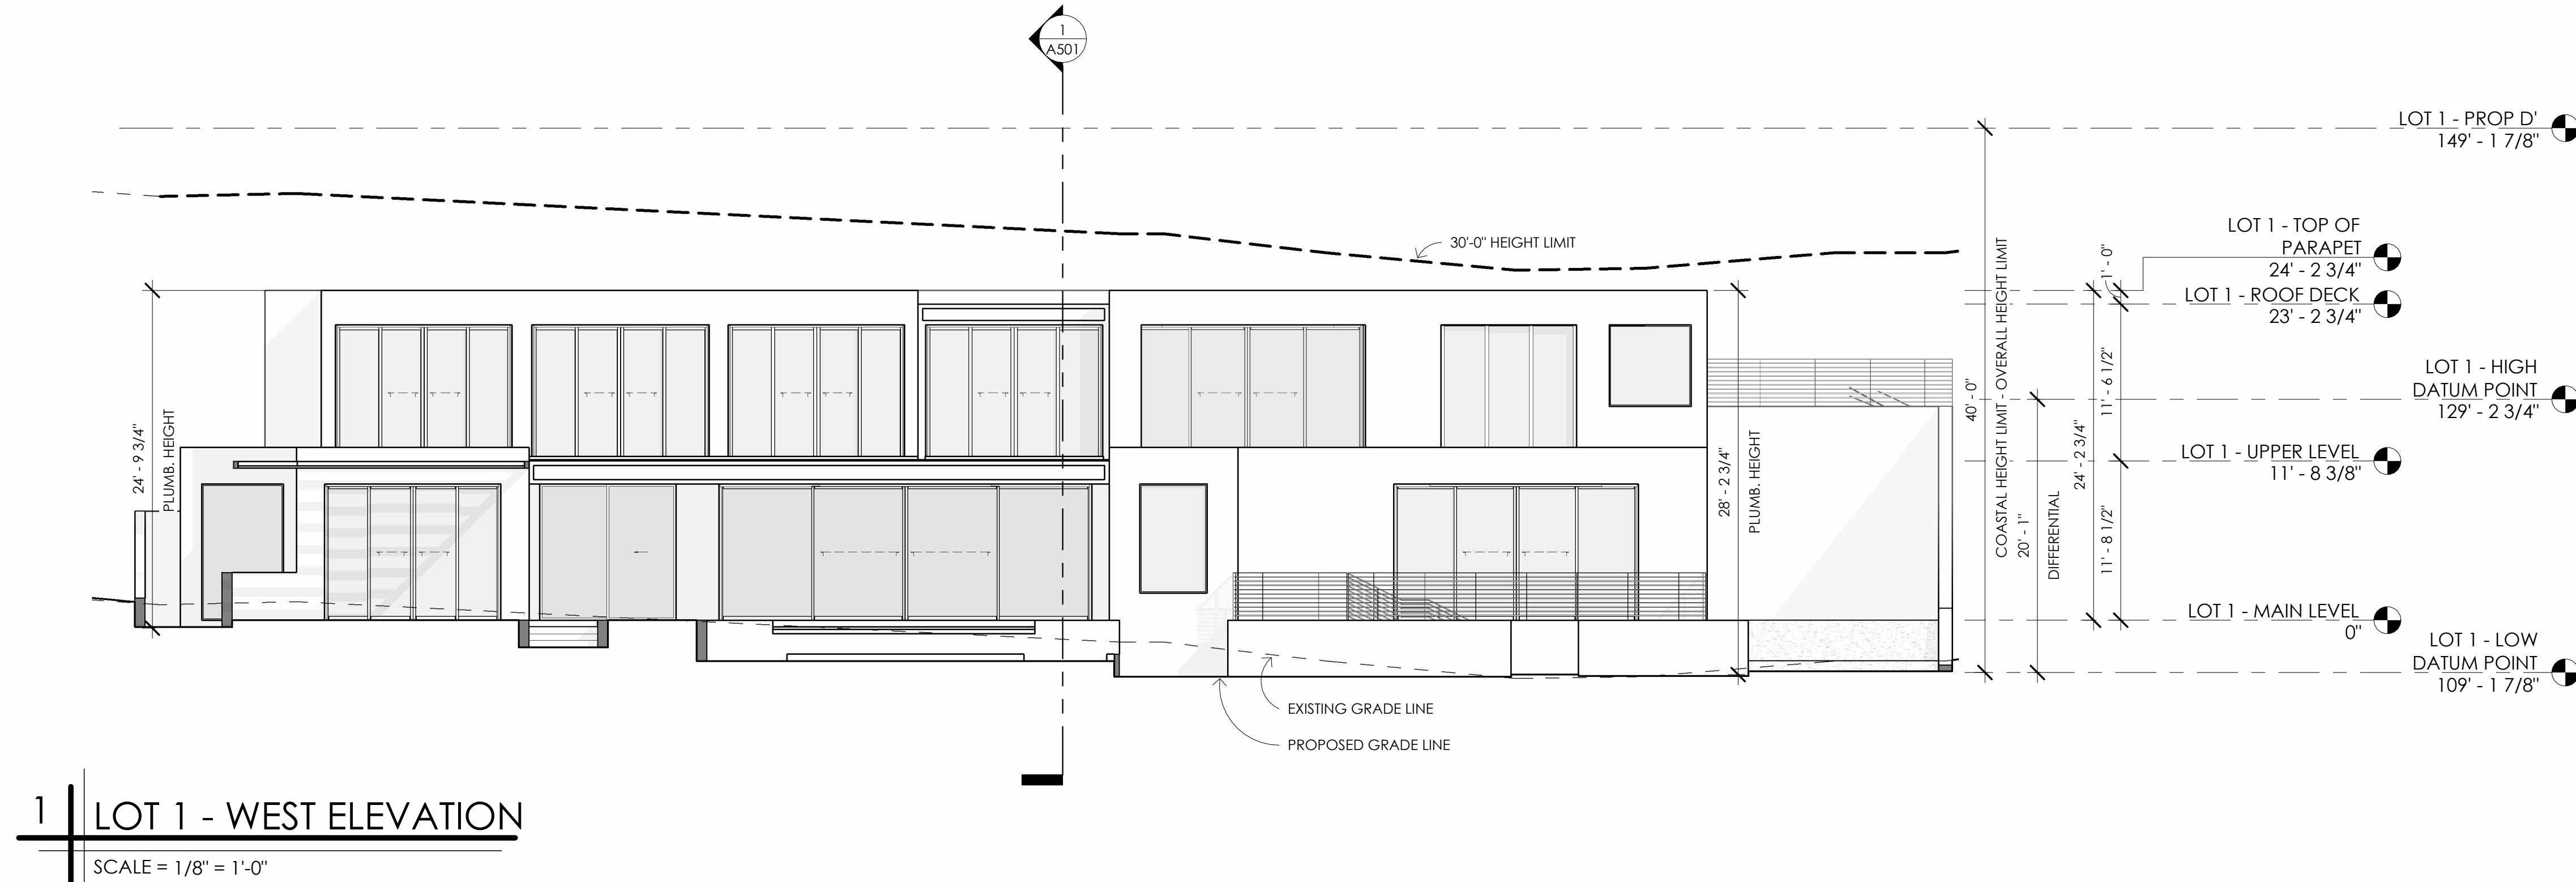 1
A501
LOT 1 - PROP D'
149' - 1 7/8"
LOT 1 - TOP OF
PARAPET
24' - 2 3/4"
LOT 1 - ROOF DECK
23' - 2 3/4"
LOT 1 - HIGH
DATUM POINT
129' - 2 3/4"
LOT 1 - UPPER LEVEL
11' - 8 3/8"
LOT 1 - MAIN LEVEL
0"
LOT 1 - LOW
DATUM POINT
109' - 1 7/8"
30'-0" HEIGHT LIMIT
24' - 9 3/4"
PLUMB. HEIGHT
28' - 2 3/4"
PLUMB. HEIGHT
40' - 0"
COASTAL HEIGHT LIMIT - OVERALL HEIGHT LIMIT
20' - 1"
DIFFERENTIAL
24' - 2 3/4"
1' - 0"
11' - 6 1/2"
11' - 8 1/2"
EXISTING GRADE LINE
PROPOSED GRADE LINE
1
LOT 1 - WEST ELEVATION
SCALE = 1/8" = 1'-0"